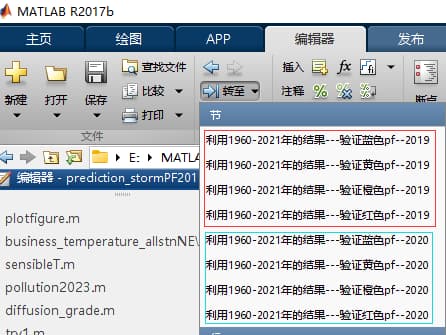 MATLAB R2017b
主页 绘图 APP 编辑器 发布
新建 打开 保存 查找文件 比较 打印 转至 插入 fx 注释 断点
文件
节
E: MATLA
编辑器 - prediction_stormPF201
利用1960-2021年的结果---验证蓝色pf--2019
利用1960-2021年的结果---验证黄色pf--2019
利用1960-2021年的结果---验证橙色pf--2019
利用1960-2021年的结果---验证红色pf--2019
利用1960-2021年的结果---验证蓝色pf--2020
利用1960-2021年的结果---验证黄色pf--2020
利用1960-2021年的结果---验证橙色pf--2020
利用1960-2021年的结果---验证红色pf--2020
plotfigure.m
business_temperature_allstnNE
sensibleT.m
pollution2023.m
diffusion_grade.m
try1.m